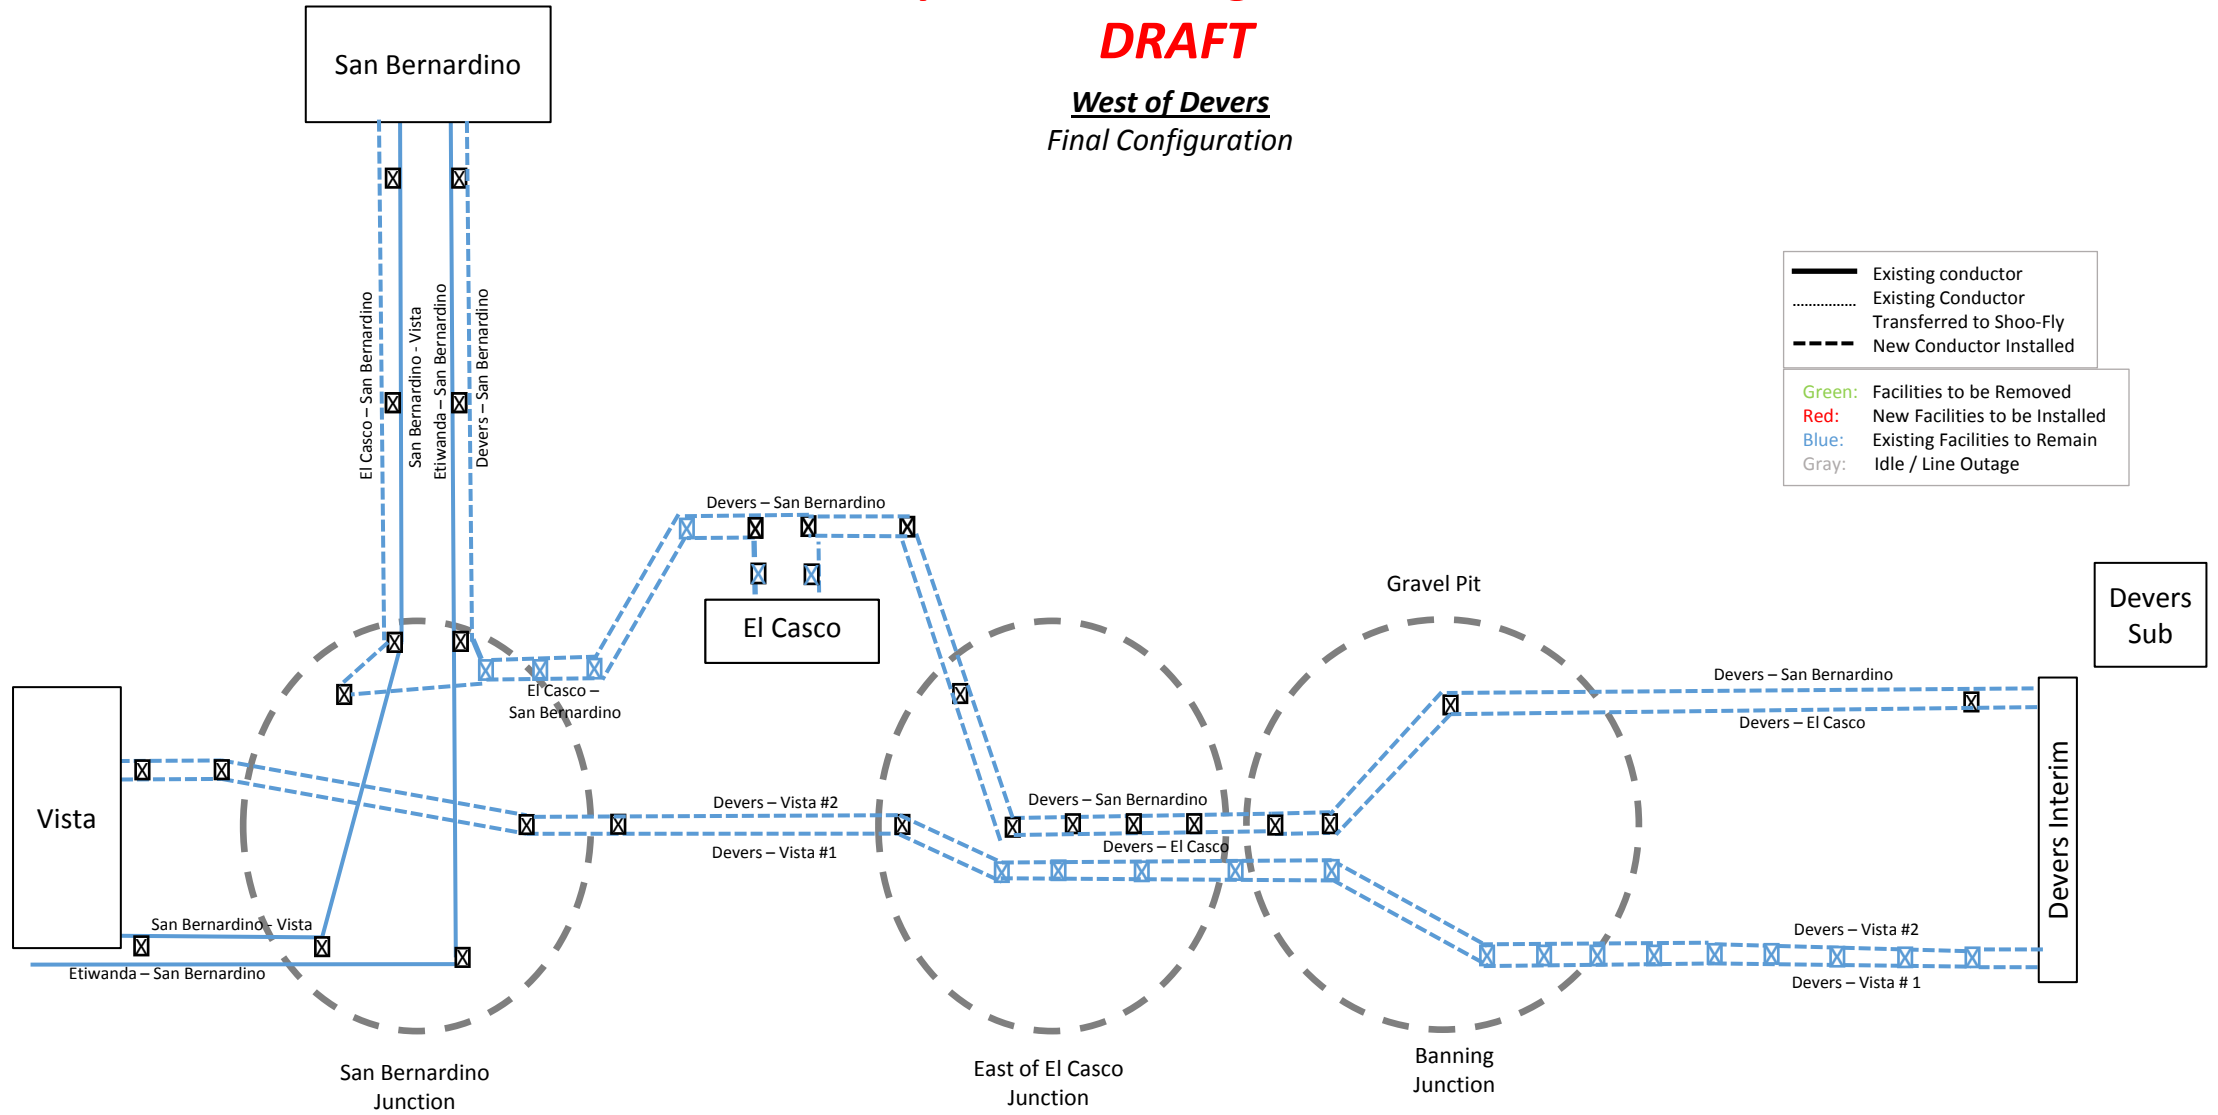 DRAFT
West of Devers
Final Configuration
San Bernardino
El Casco – San Bernardino
San Bernardino - Vista
Etiwanda – San Bernardino
Devers – San Bernardino
Existing conductor
Existing Conductor
Transferred to Shoo-Fly
New Conductor Installed
Green: Facilities to be Removed
Red: New Facilities to be Installed
Blue: Existing Facilities to Remain
Gray: Idle / Line Outage
Devers – San Bernardino
El Casco
Gravel Pit
Devers
Sub
El Casco –
San Bernardino
Devers – San Bernardino
Devers – El Casco
Vista
Devers – Vista #2
Devers – Vista #1
Devers – San Bernardino
Devers – El Casco
Devers Interim
San Bernardino - Vista
Etiwanda – San Bernardino
Devers – Vista #2
Devers – Vista # 1
San Bernardino
Junction
East of El Casco
Junction
Banning
Junction